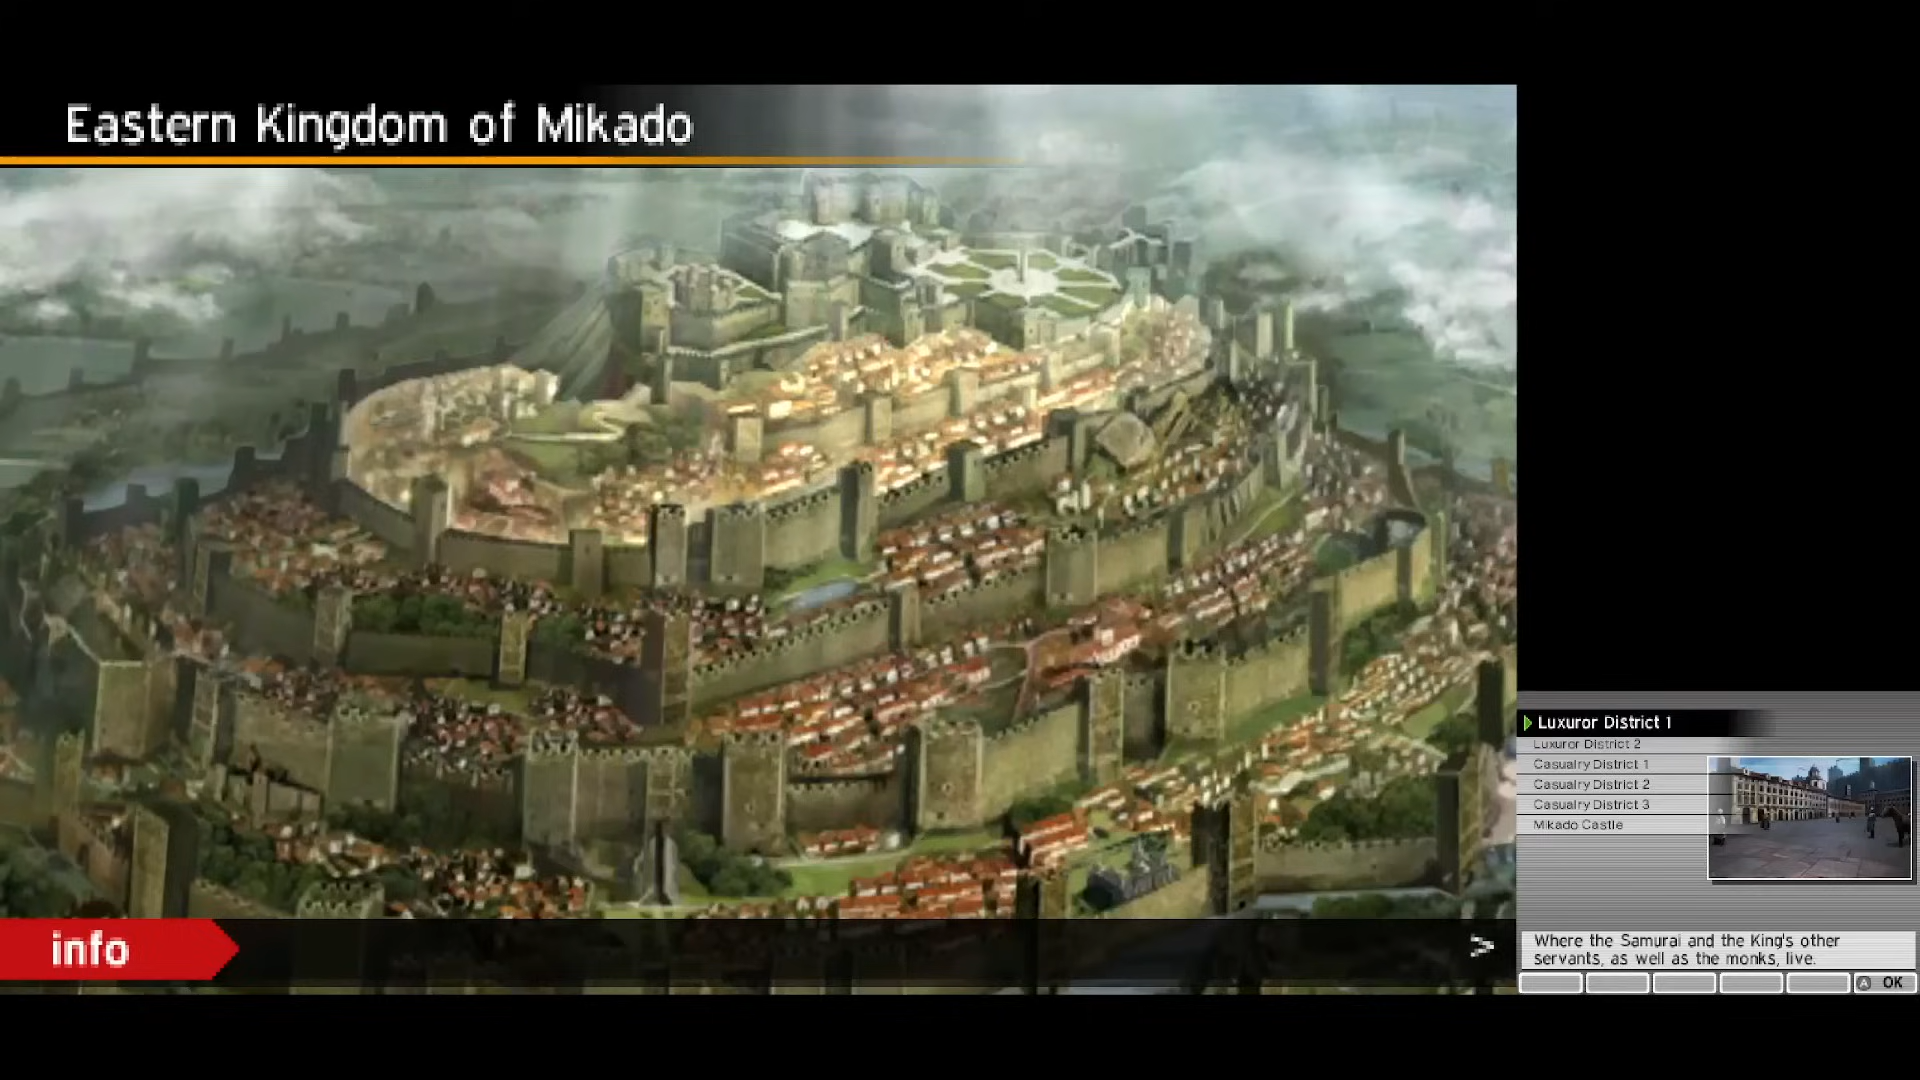 Eastern Kingdom of Mikado
info
>
Luxuror District 1
Luxuror District 2
Casualry District 1
Casualry District 2
Casualry District 3
Mikado Castle
Where the Samurai and the King's other
servants, as well as the monks, live.
A OK